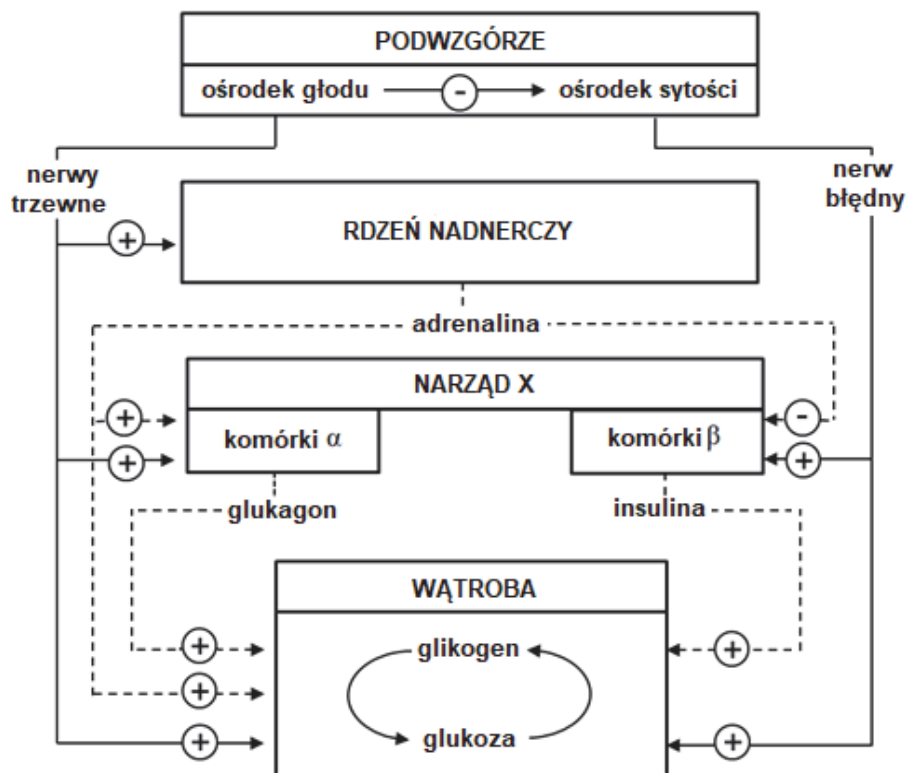 PODWZGÓRZE
ośrodek głodu - ośrodek sytości
nerwy
trzewne
nerw
błędny
+ RDZEŃ NADNERCZY
adrenalina
NARZĄD X
+ komórki α
+
komórki β -
+
glukagon
insulina
WĄTROBA
+ glikogen +
+
+ glukoza +